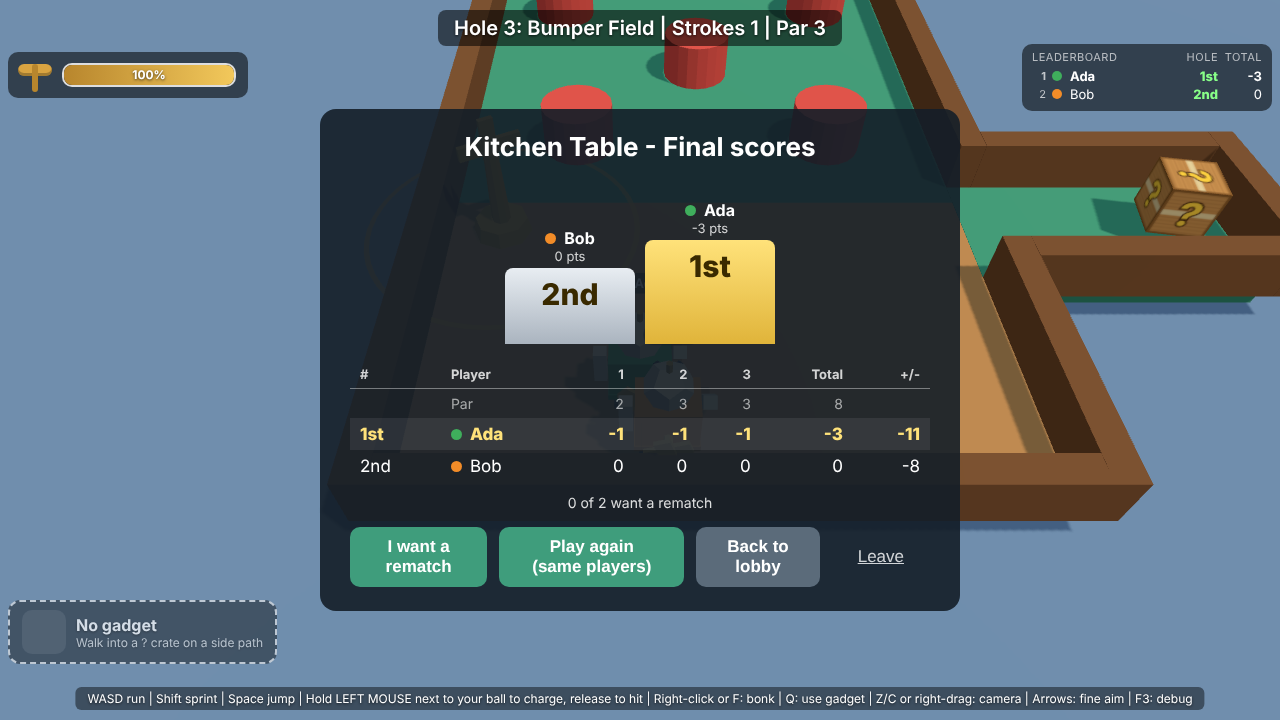 Hole 3: Bumper Field | Strokes 1 | Par 3
100%
LEADERBOARD HOLE TOTAL
1 Ada 1st -3
2 Bob 2nd 0
Kitchen Table - Final scores
Ada
-3 pts
Bob
0 pts
1st
2nd
# Player 1 2 3 Total +/-
Par 2 3 3 8
1st Ada -1 -1 -1 -3 -11
2nd Bob 0 0 0 0 -8
0 of 2 want a rematch
I want a
rematch
Play again
(same players)
Back to
lobby
Leave
No gadget
Walk into a ? crate on a side path
WASD run | Shift sprint | Space jump | Hold LEFT MOUSE next to your ball to charge, release to hit | Right-click or F: bonk | Q: use gadget | Z/C or right-drag: camera | Arrows: fine aim | F3: debug
? ? ?